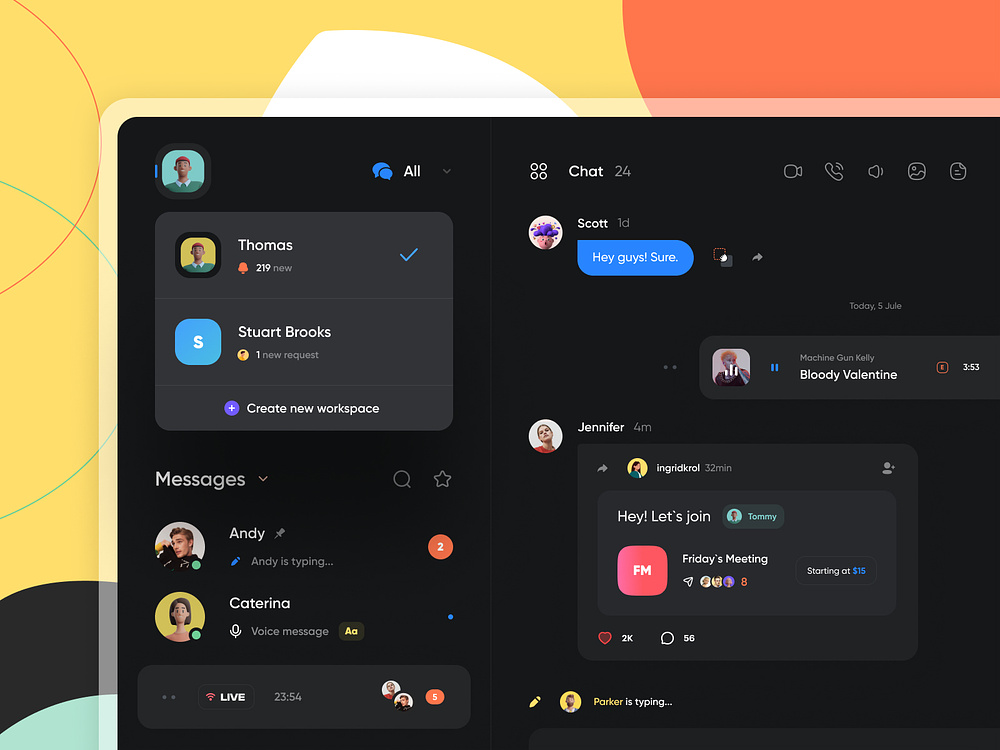 All
Thomas
219 new
S
Stuart Brooks
1 new request
Create new workspace
Messages
Andy
Andy is typing...
2
Caterina
Voice message Aa
LIVE 23:54 5
Chat 24
Scott 1d
Hey guys! Sure.
Today, 5 Jule
Machine Gun Kelly
Bloody Valentine
E 3:53
Jennifer 4m
ingridkrol 32min
Hey! Let`s join Tommy
FM
Friday`s Meeting
8
Starting at $15
2K 56
Parker is typing...